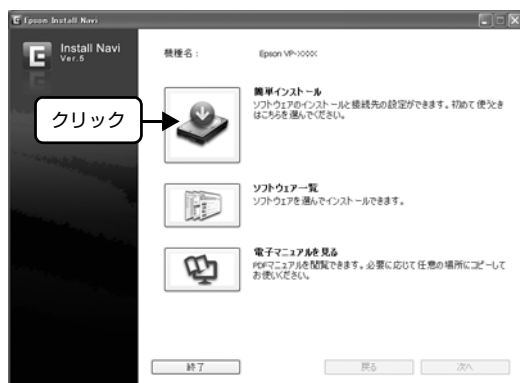 Epson Install Navi
Install Navi
Ver.5
機種名：
Epson VP-XXXX
簡単インストール
ソフトウェアのインストールと接続先の設定ができます。初めて使うとき
はこちらを選んでください。
クリック
ソフトウェア一覧
ソフトウェアを選んでインストールできます。
電子マニュアルを見る
PDFマニュアルを閲覧できます。必要に応じて任意の場所にコピーして
お使いください。
終了
戻る
次へ